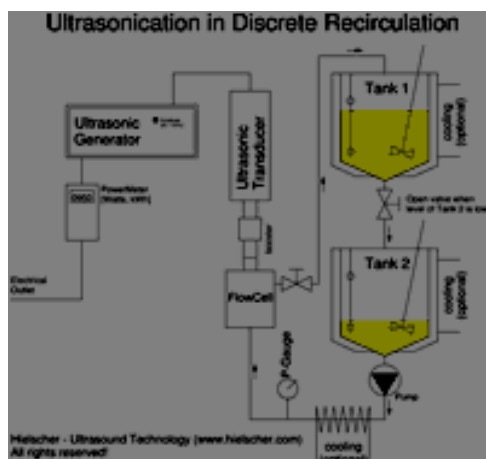 Ultrasonication in Discrete Recirculation
Tank 1
cooling
(optional)
Ultrasonic
Generator
Ultrasonic
Transducer
PowerMeter
(Watts, kWh)
Open valve when
level of Tank 2 is low
booster
Tank 2
cooling
(optional)
Electrical
Outlet
FlowCell
P-Gauge
Pump
Hielscher - Ultrasound Technology (www.hielscher.com)
All rights reserved!
cooling
(optional)